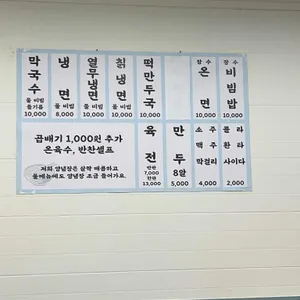 막국수
물 비빔
들기름
10,000
냉면
물 비빔
8,000
열무냉면
물 비빔
10,000
칡냉면
물 비빔
10,000
떡만두국
10,000
장수
온면
10,000
장수
비빔밥
10,000
곱배기 1,000원 추가
온육수, 반찬셀프
저희 양념장은 살짝 매콤하고
물메뉴에도 양념장 조금 들어가요.
육전
7,000
13,000
만두
8알
5,000
소주
맥주
막걸리
4,000
콜라
환타
사이다
2,000